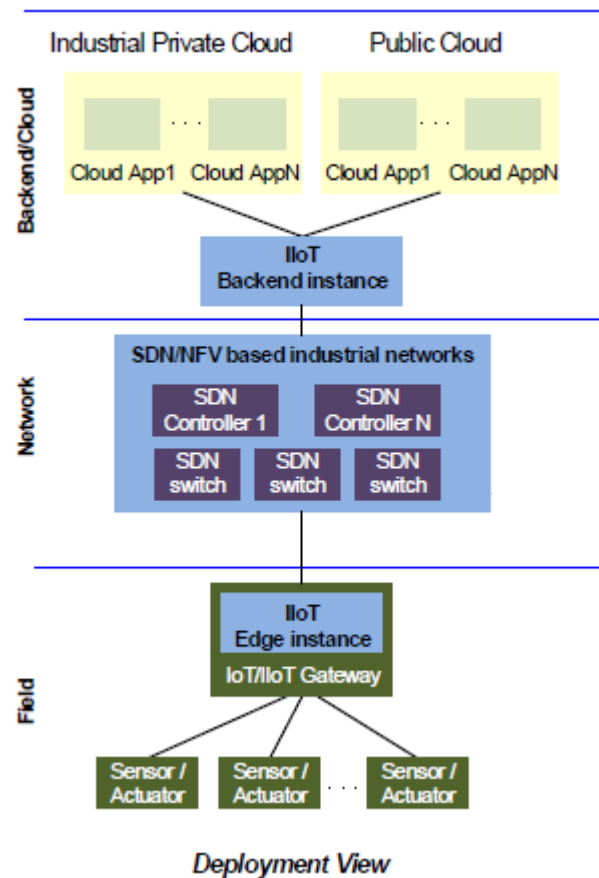 Industrial Private Cloud
Public Cloud
Backend/Cloud
. . .
Cloud App1
Cloud AppN
. . .
Cloud App1
Cloud AppN
IIoT
Backend instance
Network
SDN/NFV based industrial networks
SDN
Controller 1
SDN
Controller N
SDN
switch
SDN
switch
SDN
switch
Field
IIoT
Edge instance
IoT/IIoT Gateway
Sensor /
Actuator
Sensor /
Actuator
. . .
Sensor /
Actuator
Deployment View